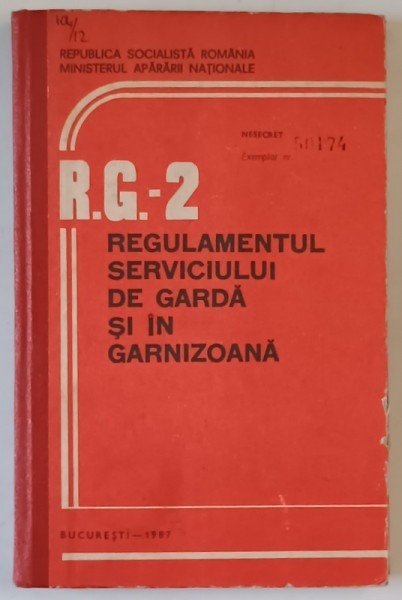 REPUBLICA SOCIALISTĂ ROMÂNIA
MINISTERUL APĂRĂRII NAȚIONALE
NESECRET
Exemplar nr. 50174
R.G.-2
REGULAMENTUL
SERVICIULUI
DE GARDĂ
ȘI ÎN
GARNIZOANĂ
BUCUREȘTI—1987